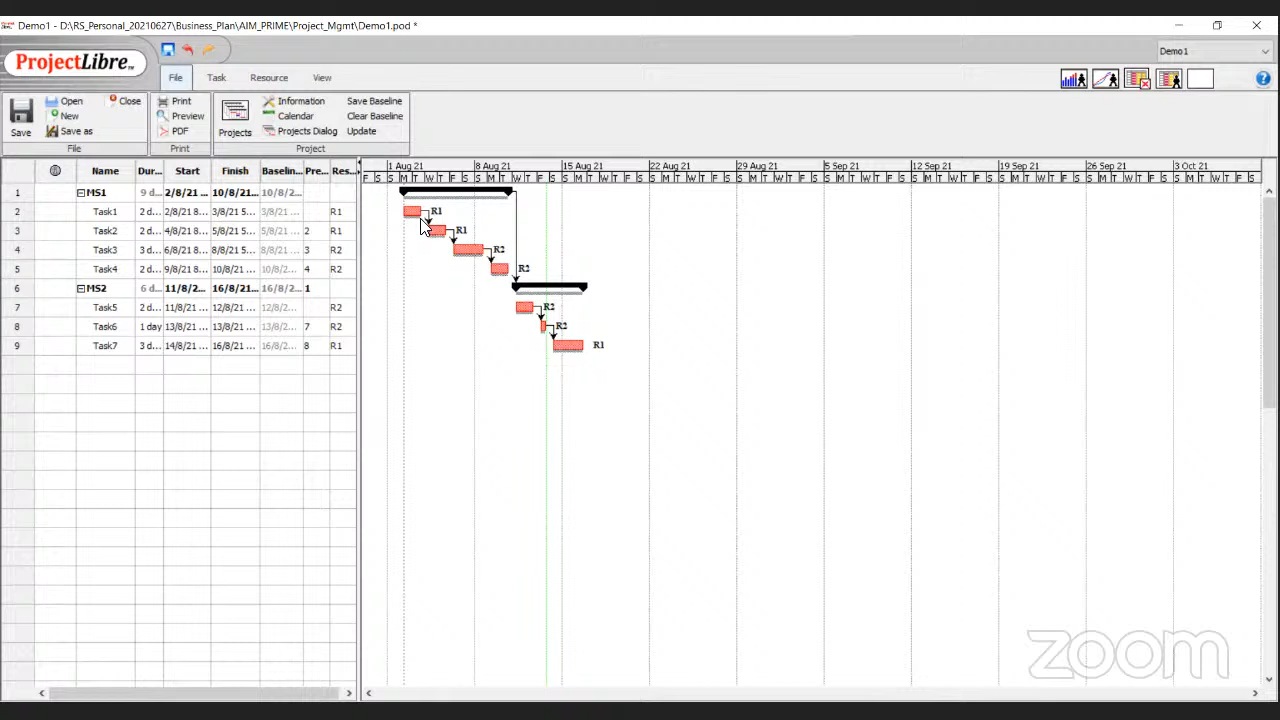 Demo1 - D:\RS_Personal_20210627\Business_Plan\AIM_PRIME\Project_Mgmt\Demo1.pod *
ProjectLibre
Demo1
File Task Resource View
Save Open New Save as Close
File
Print Preview PDF
Print
Projects Information Calendar Projects Dialog Save Baseline Clear Baseline Update
Project
Name Dur... Start Finish Baselin... Pre... Res...
1 Aug 21 8 Aug 21 15 Aug 21 22 Aug 21 29 Aug 21 5 Sep 21 12 Sep 21 19 Sep 21 26 Sep 21 3 Oct 21
F S S M T W T F S S M T W T F S S M T W T F S S M T W T F S S M T W T F S S M T W T F S S M T W T F S S M T W T F S S M T W T F S S M T W T F S
1 MS1 9 d... 2/8/21 ... 10/8/21... 10/8/2...
2 Task1 2 d... 2/8/21 8... 3/8/21 5... 3/8/21 ... R1 R1
3 Task2 2 d... 4/8/21 8... 5/8/21 5... 5/8/21 ... 2 R1 R1
4 Task3 3 d... 6/8/21 8... 8/8/21 5... 8/8/21 ... 3 R2 R2
5 Task4 2 d... 9/8/21 8... 10/8/21 ... 10/8/2... 4 R2 R2
6 MS2 6 d... 11/8/21... 16/8/21... 16/8/2... 1
7 Task5 2 d... 11/8/21 ... 12/8/21 ... 12/8/2... R2 R2
8 Task6 1 day 13/8/21 ... 13/8/21 ... 13/8/2... 7 R2 R2
9 Task7 3 d... 14/8/21 ... 16/8/21 ... 16/8/2... 8 R1 R1
zoom